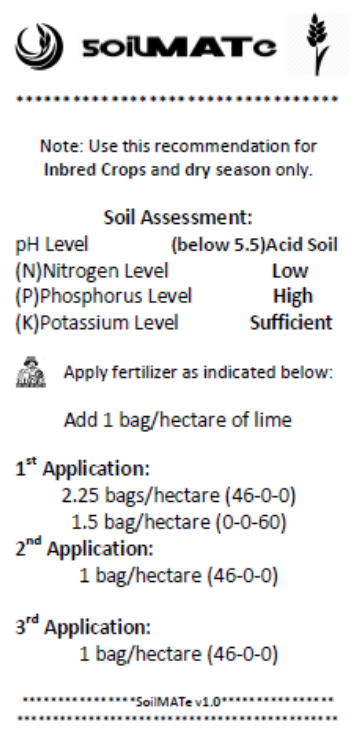 SOILMATe
***********************************
Note: Use this recommendation for
Inbred Crops and dry season only.
Soil Assessment:
pH Level (below 5.5)Acid Soil
(N)Nitrogen Level Low
(P)Phosphorus Level High
(K)Potassium Level Sufficient
Apply fertilizer as indicated below:
Add 1 bag/hectare of lime
1st Application:
2.25 bags/hectare (46-0-0)
1.5 bag/hectare (0-0-60)
2nd Application:
1 bag/hectare (46-0-0)
3rd Application:
1 bag/hectare (46-0-0)
****************SoilMATe v1.0****************
*********************************************